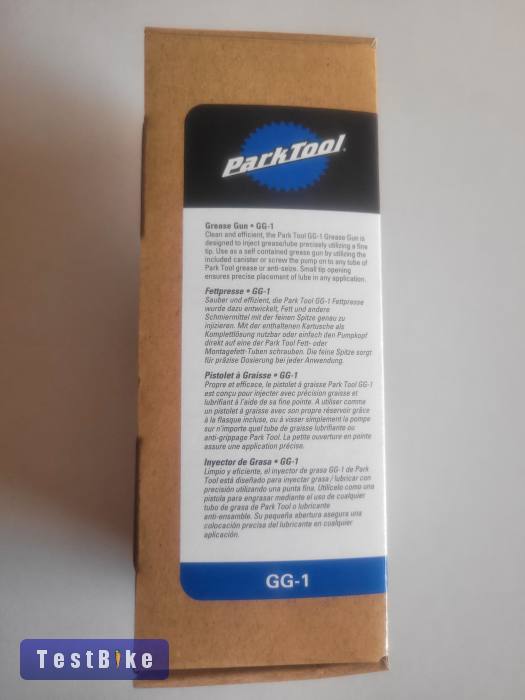 ParkTool
Grease Gun • GG-1
Clean and efficient, the Park Tool GG-1 Grease Gun is
designed to inject grease/lube precisely utilizing a fine
tip. Use as a self contained grease gun by utilizing the
included canister or screw the pump on to any tube of
Park Tool grease or anti-seize. Small tip opening
ensures precise placement of lube in any application.
Fettpresse • GG-1
Sauber und effizient, die Park Tool GG-1 Fettpresse
wurde dazu entwickelt, Fett und andere
Schmiermittel mit der feinen Spitze genau zu
injizieren. Mit der enthaltenen Kartusche als
Komplettlösung nutzbar oder einfach den Pumpkopf
direkt auf eine der Park Tool Fett- oder
Montagefett-Tuben schrauben. Die feine Spitze sorgt
für präzise Dosierung bei jeder Anwendung.
Pistolet à Graisse • GG-1
Propre et efficace, le pistolet à graisse Park Tool GG-1
est conçu pour injecter avec précision graisse et
lubrifiant à l'aide de sa fine pointe. A utiliser comme
un pistolet à graisse avec son propre réservoir grâce
à la flasque incluse, ou à visser simplement la pompe
sur n'importe quel tube de graisse lubrifiante ou
anti-grippage Park Tool. La petite ouverture en pointe
assure une application précise.
Inyector de Grasa • GG-1
Limpio y eficiente, el inyector de grasa GG-1 de Park
Tool está diseñado para inyectar grasa / lubricar con
precisión utilizando una punta fina. Utilícelo como una
pistola para engrasar mediante el uso de cualquier
tubo de grasa de Park Tool o lubricante
anti-ensamble. Su pequeña abertura asegura una
colocación precisa del lubricante en cualquier
aplicación.
GG-1
TestBike